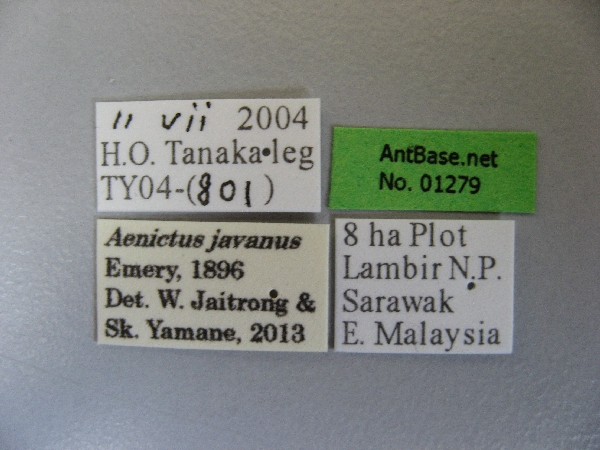 11 vii 2004
H.O. Tanaka leg
TY04-(801)
AntBase.net
No. 01279
Aenictus javanus
Emery, 1896
Det. W. Jaitrong &
Sk. Yamane, 2013
8 ha Plot
Lambir N.P.
Sarawak
E. Malaysia